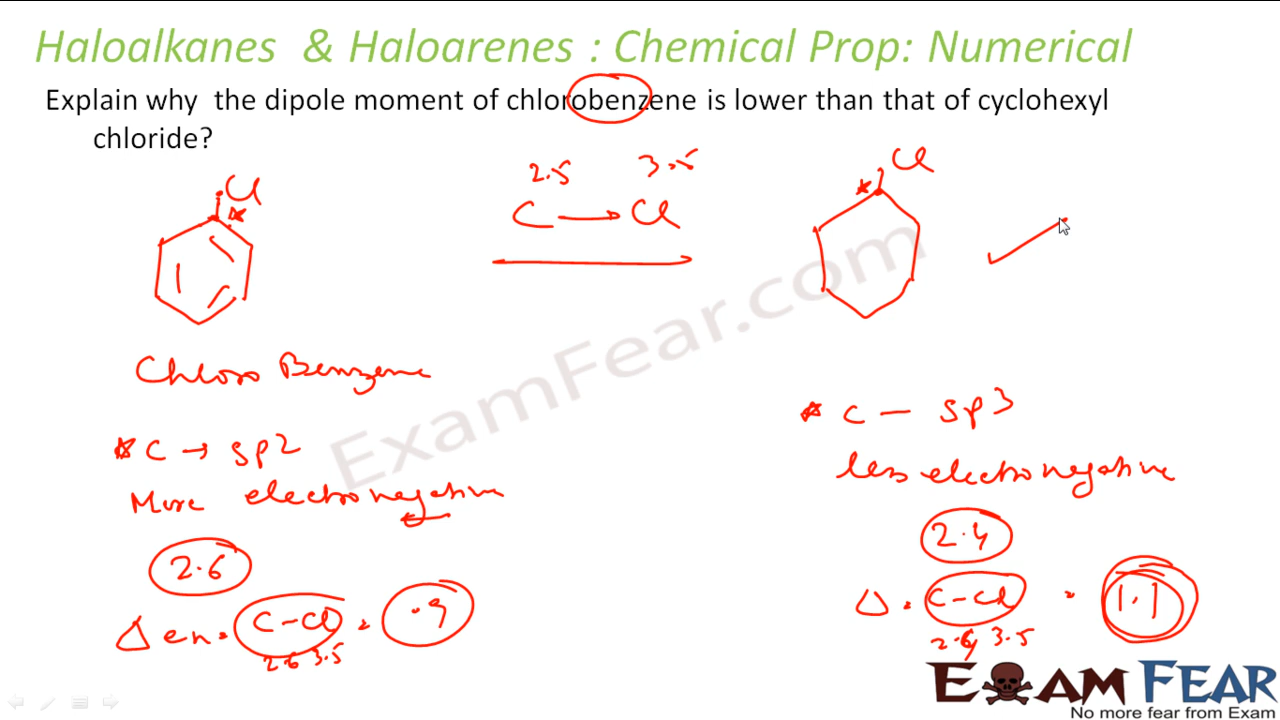 Haloalkanes & Haloarenes : Chemical Prop: Numerical
Explain why the dipole moment of chlorobenzene is lower than that of cyclohexyl
chloride?
Cl
2.5 3.5
C → Cl
Cl
ExamFear.com
Chloro Benzene
* C → sp2
More electronegative
2.6
Δ en = C-Cl = .9
2.6 3.5
* C — sp3
less electronegative
2.4
Δ = C-Cl = 1.1
2.4 3.5
EXAM FEAR
No more fear from Exam